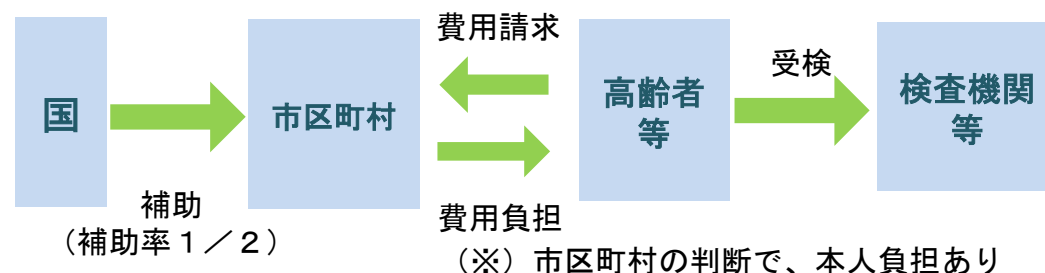 国
補助
（補助率１／２）
市区町村
費用請求
費用負担
（※）市区町村の判断で、本人負担あり
高齢者
等
受検
検査機関
等